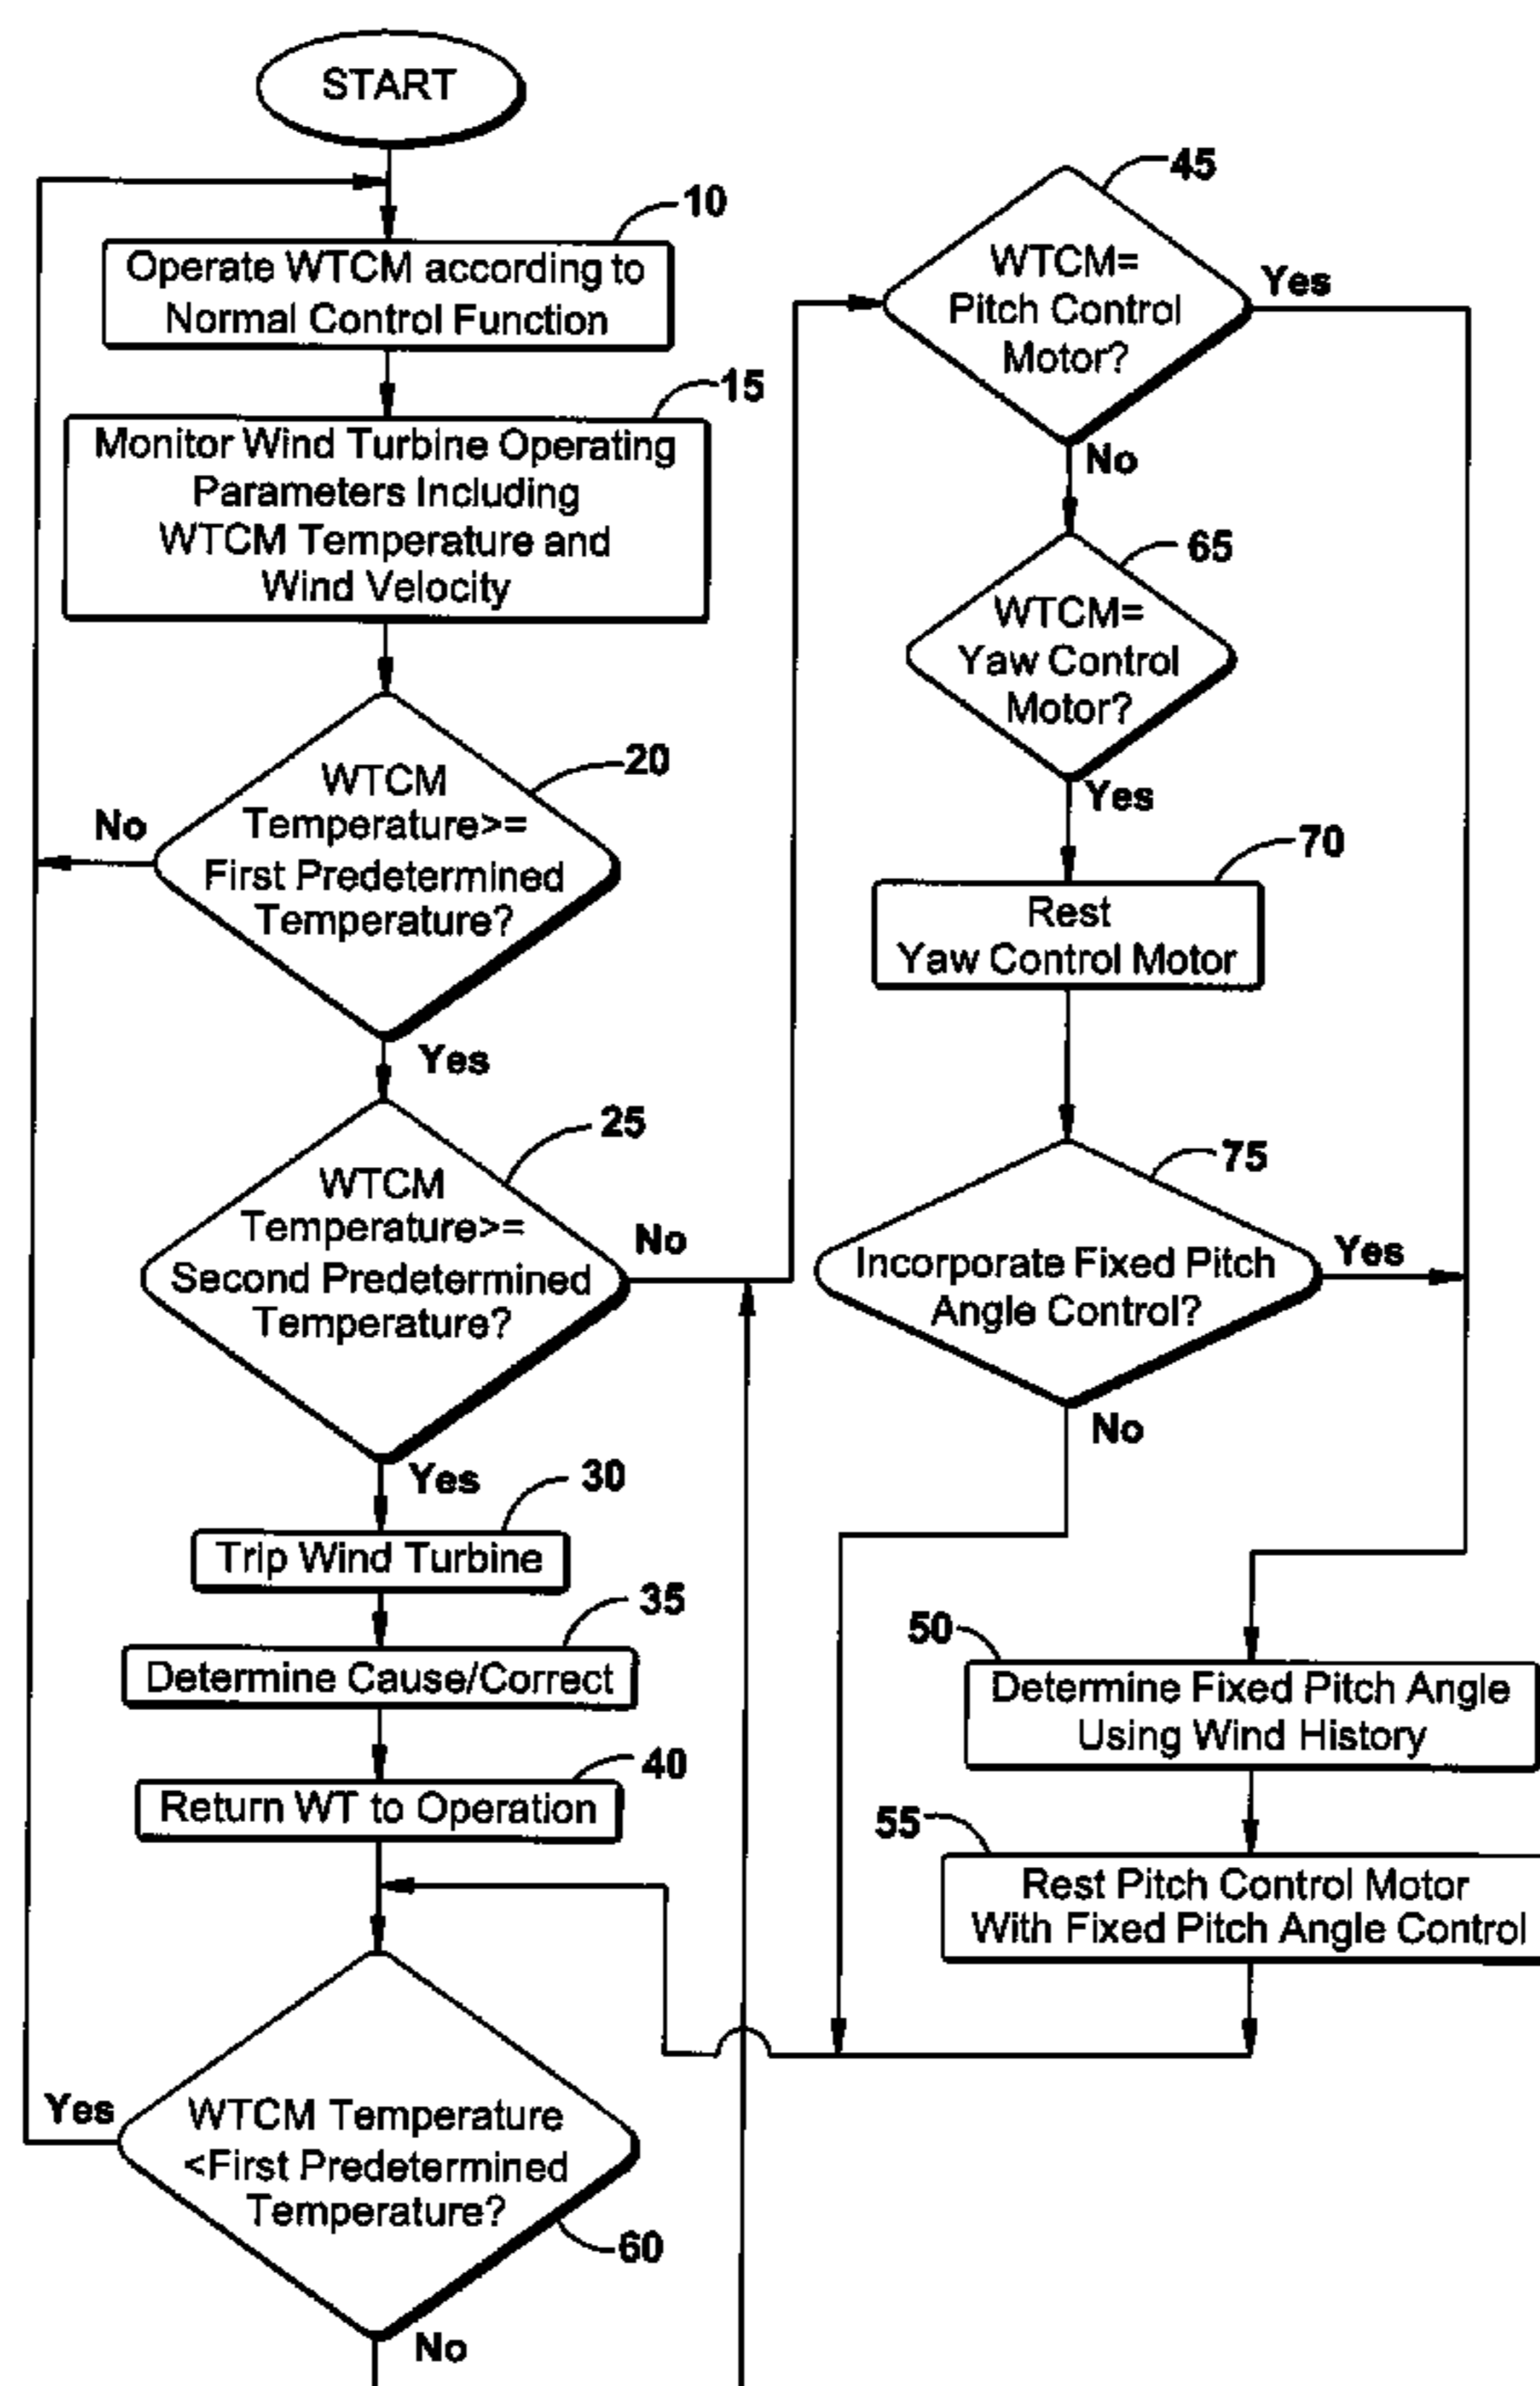 START
10
Operate WTCM according to
Normal Control Function
15
Monitor Wind Turbine Operating
Parameters Including
WTCM Temperature and
Wind Velocity
20
WTCM
Temperature>=
First Predetermined
Temperature?
No
Yes
25
WTCM
Temperature>=
Second Predetermined
Temperature?
No
Yes
30
Trip Wind Turbine
35
Determine Cause/Correct
40
Return WT to Operation
WTCM Temperature
<First Predetermined
Temperature?
Yes
60
No
45
WTCM=
Pitch Control
Motor?
Yes
No
65
WTCM=
Yaw Control
Motor?
Yes
70
Rest
Yaw Control Motor
75
Incorporate Fixed Pitch
Angle Control?
Yes
No
50
Determine Fixed Pitch Angle
Using Wind History
55
Rest Pitch Control Motor
With Fixed Pitch Angle Control